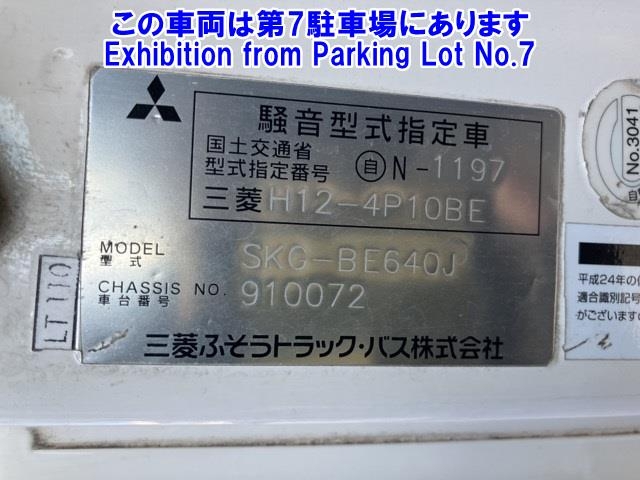 この車両は第7駐車場にあります
Exhibition from Parking Lot No.7
騒音型式指定車
国土交通省
型式指定番号 自 N-1197
三菱 H12-4P10BE
MODEL
型式 SKG-BE640J
CHASSIS NO.
車台番号 910072
三菱ふそうトラック・バス株式会社
LT110
No.3041
自
平成24年の
適合識別記号
がございます